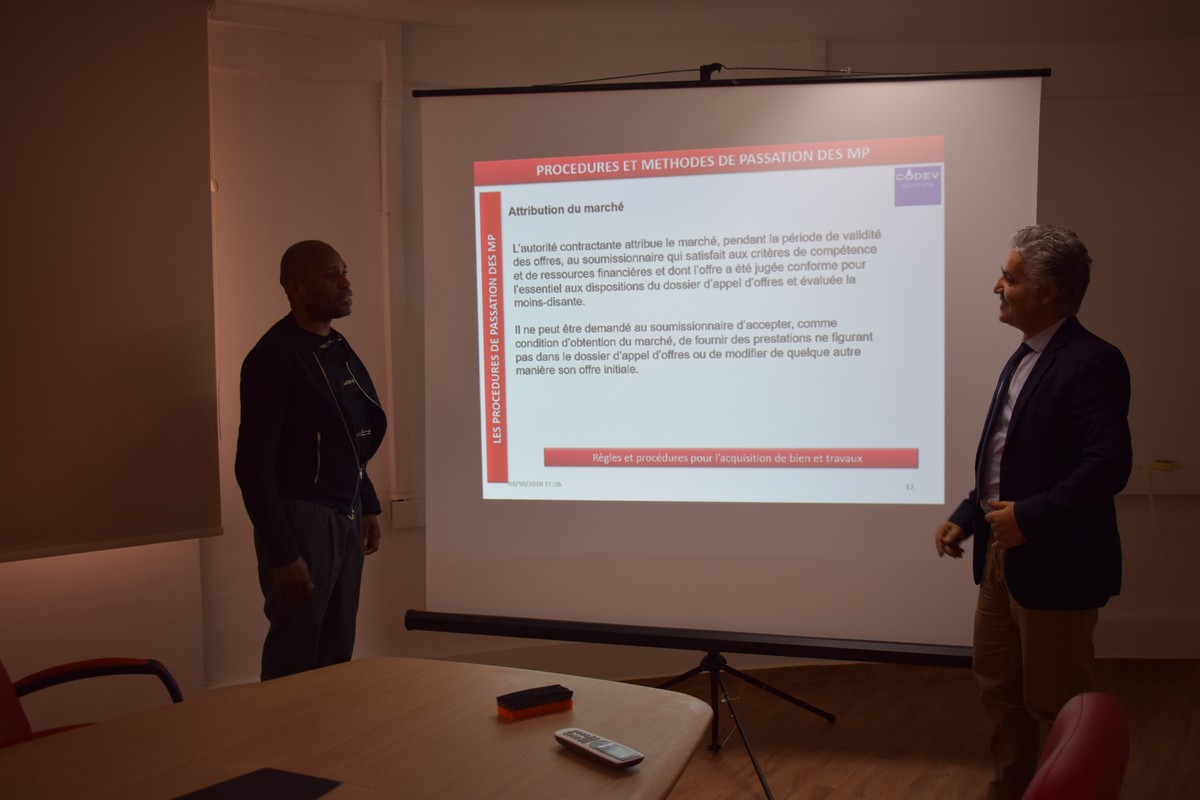 PROCEDURES ET METHODES DE PASSATION DES MP
CODEV
LES PROCEDURES DE PASSATION DES MP
Attribution du marché
L'autorité contractante attribue le marché, pendant la période de validité
des offres, au soumissionnaire qui satisfait aux critères de compétence
et de ressources financières et dont l'offre a été jugée conforme pour
l'essentiel aux dispositions du dossier d'appel d'offres et évaluée la
moins-disante.
Il ne peut être demandé au soumissionnaire d'accepter, comme
condition d'obtention du marché, de fournir des prestations ne figurant
pas dans le dossier d'appel d'offres ou de modifier de quelque autre
manière son offre initiale.
Règles et procédures pour l'acquisition de bien et travaux
11:26
12